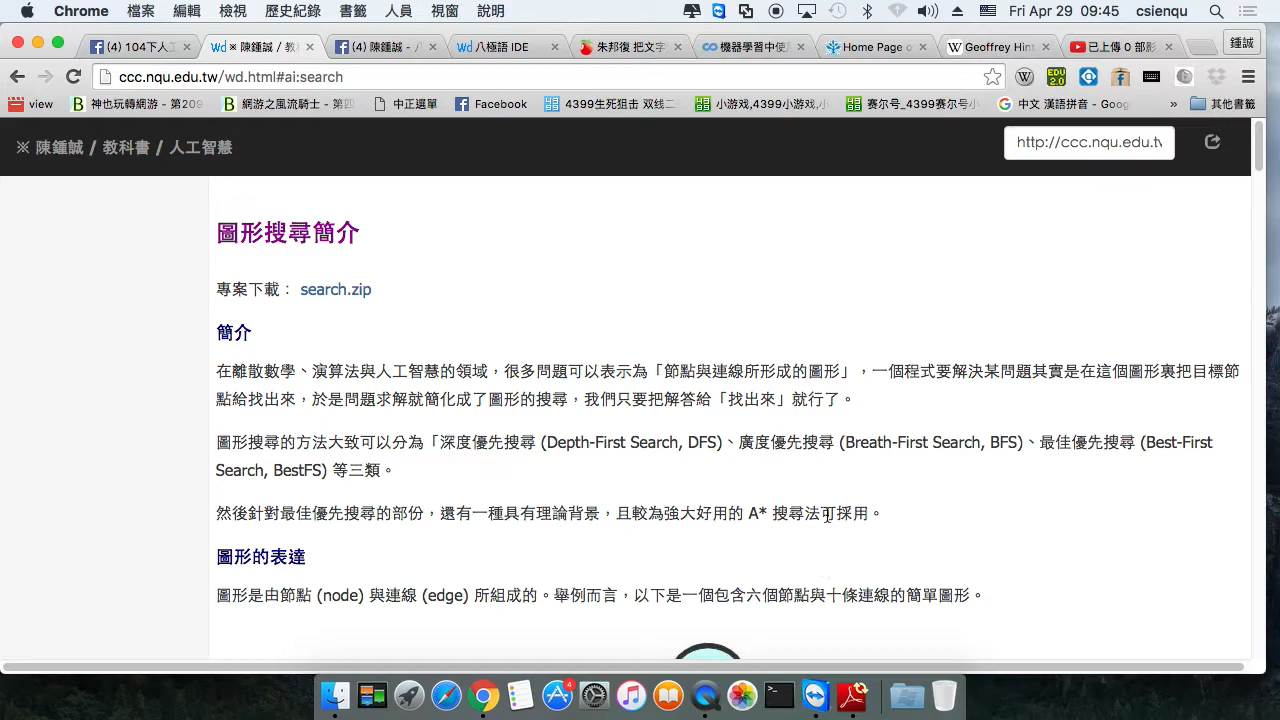 Chrome 檔案 編輯 檢視 歷史紀錄 書籤 人員 視窗 說明 Fri Apr 29 09:45 csienqu
(4) 104下人工 Wd ※ 陳鍾誠 / 教科 (4) 陳鍾誠 - 八 Wd 八極語 IDE 朱邦復 把文字 機器學習中使用 Home Page o W Geoffrey Hint 已上傳 0 部影 鍾誠
ccc.nqu.edu.tw/wd.html#ai:search
view 神也玩轉網游 - 第209 網游之風流騎士 - 第四 中正選單 Facebook 4399生死狙击 双线二 小游戏,4399小游戏,小 赛尔号_4399赛尔号小 中文 漢語拼音 - Goog » 其他書籤
※ 陳鍾誠 / 教科書 / 人工智慧 http://ccc.nqu.edu.tv
圖形搜尋簡介
專案下載： search.zip
簡介
在離散數學、演算法與人工智慧的領域，很多問題可以表示為「節點與連線所形成的圖形」，一個程式要解決某問題其實是在這個圖形裏把目標節
點給找出來，於是問題求解就簡化成了圖形的搜尋，我們只要把解答給「找出來」就行了。
圖形搜尋的方法大致可以分為「深度優先搜尋 (Depth-First Search, DFS)、廣度優先搜尋 (Breath-First Search, BFS)、最佳優先搜尋 (Best-First
Search, BestFS) 等三類。
然後針對最佳優先搜尋的部份，還有一種具有理論背景，且較為強大好用的 A* 搜尋法可採用。
圖形的表達
圖形是由節點 (node) 與連線 (edge) 所組成的。舉例而言，以下是一個包含六個節點與十條連線的簡單圖形。
4